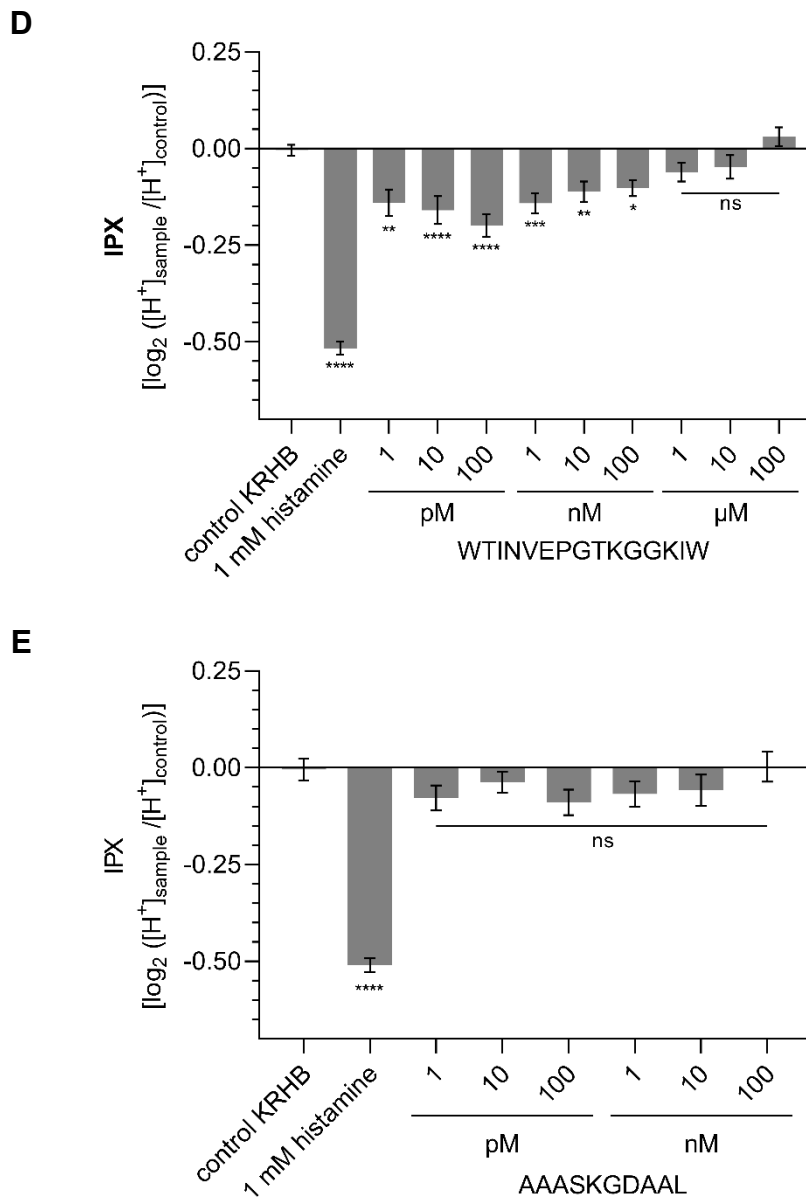 D
IPX
[log₂ ([H⁺]sample /[H⁺]control)]
0.25
0.00
-0.25
-0.50
** **** **** *** ** *
ns
****
control KRHB 1 mM histamine 1 10 100 1 10 100 1 10 100
pM nM µM
WTINVEPGTKGGKIW
E
IPX
[log₂ ([H⁺]sample /[H⁺]control)]
0.25
0.00
-0.25
-0.50
ns
****
control KRHB 1 mM histamine 1 10 100 1 10 100
pM nM
AAASKGDAAL